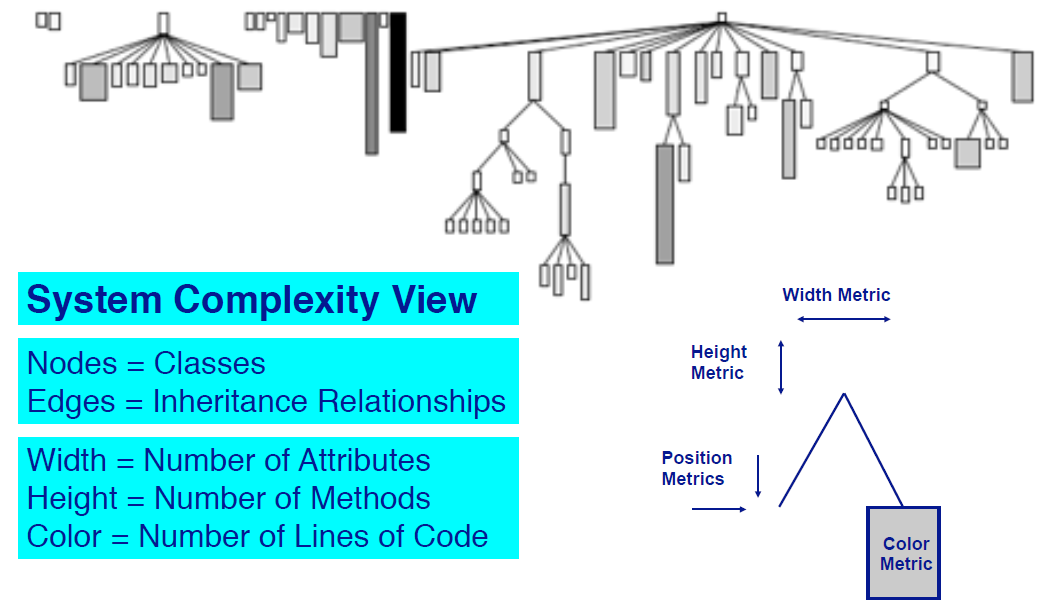 System Complexity View
Nodes = Classes
Edges = Inheritance Relationships
Width = Number of Attributes
Height = Number of Methods
Color = Number of Lines of Code
Width Metric
Height
Metric
Position
Metrics
Color
Metric